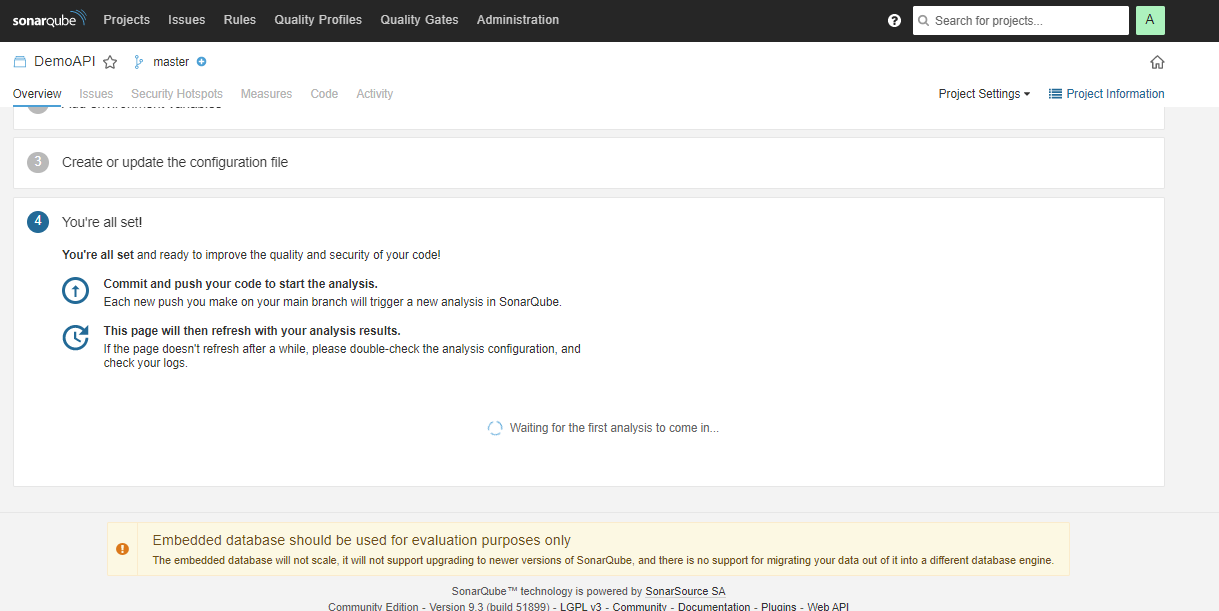 sonarqube Projects Issues Rules Quality Profiles Quality Gates Administration ? Search for projects... A
DemoAPI master
Overview Issues Security Hotspots Measures Code Activity Project Settings Project Information
Add environment variables
3 Create or update the configuration file
4 You're all set!
You're all set and ready to improve the quality and security of your code!
Commit and push your code to start the analysis.
Each new push you make on your main branch will trigger a new analysis in SonarQube.
This page will then refresh with your analysis results.
If the page doesn't refresh after a while, please double-check the analysis configuration, and
check your logs.
Waiting for the first analysis to come in...
Embedded database should be used for evaluation purposes only
The embedded database will not scale, it will not support upgrading to newer versions of SonarQube, and there is no support for migrating your data out of it into a different database engine.
SonarQube™ technology is powered by SonarSource SA
Community Edition - Version 9.3 (build 51899) - LGPL v3 - Community - Documentation - Plugins - Web API